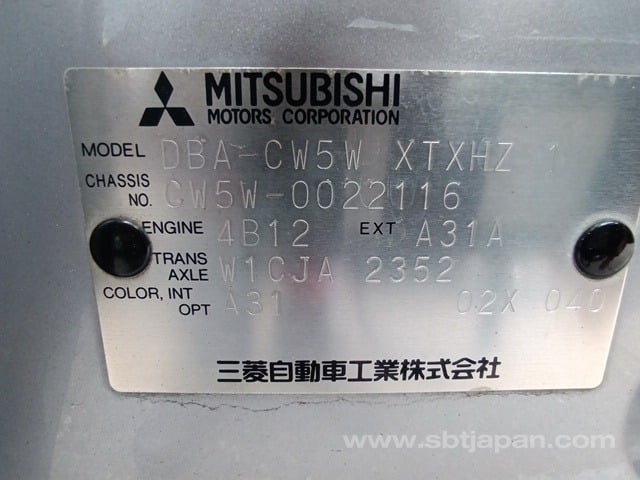 MITSUBISHI
MOTORS CORPORATION
MODEL DBA-CW5W XTXHZ 1
CHASSIS NO. CW5W-0022116
ENGINE 4B12 EXT A31A
TRANS AXLE W1CJA 2352
COLOR, INT OPT A31 02X 040
三菱自動車工業株式会社
www.sbtjapan.com